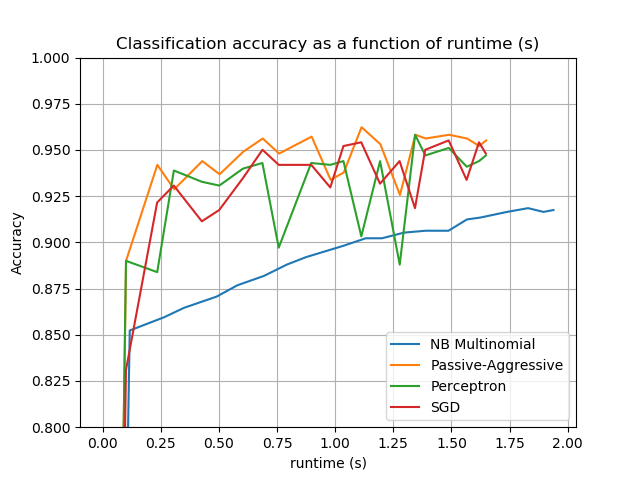 Classification accuracy as a function of runtime (s)
1.000
0.975
0.950
0.925
0.900
0.875
0.850
0.825
0.800
Accuracy
NB Multinomial
Passive-Aggressive
Perceptron
SGD
0.00 0.25 0.50 0.75 1.00 1.25 1.50 1.75 2.00
runtime (s)